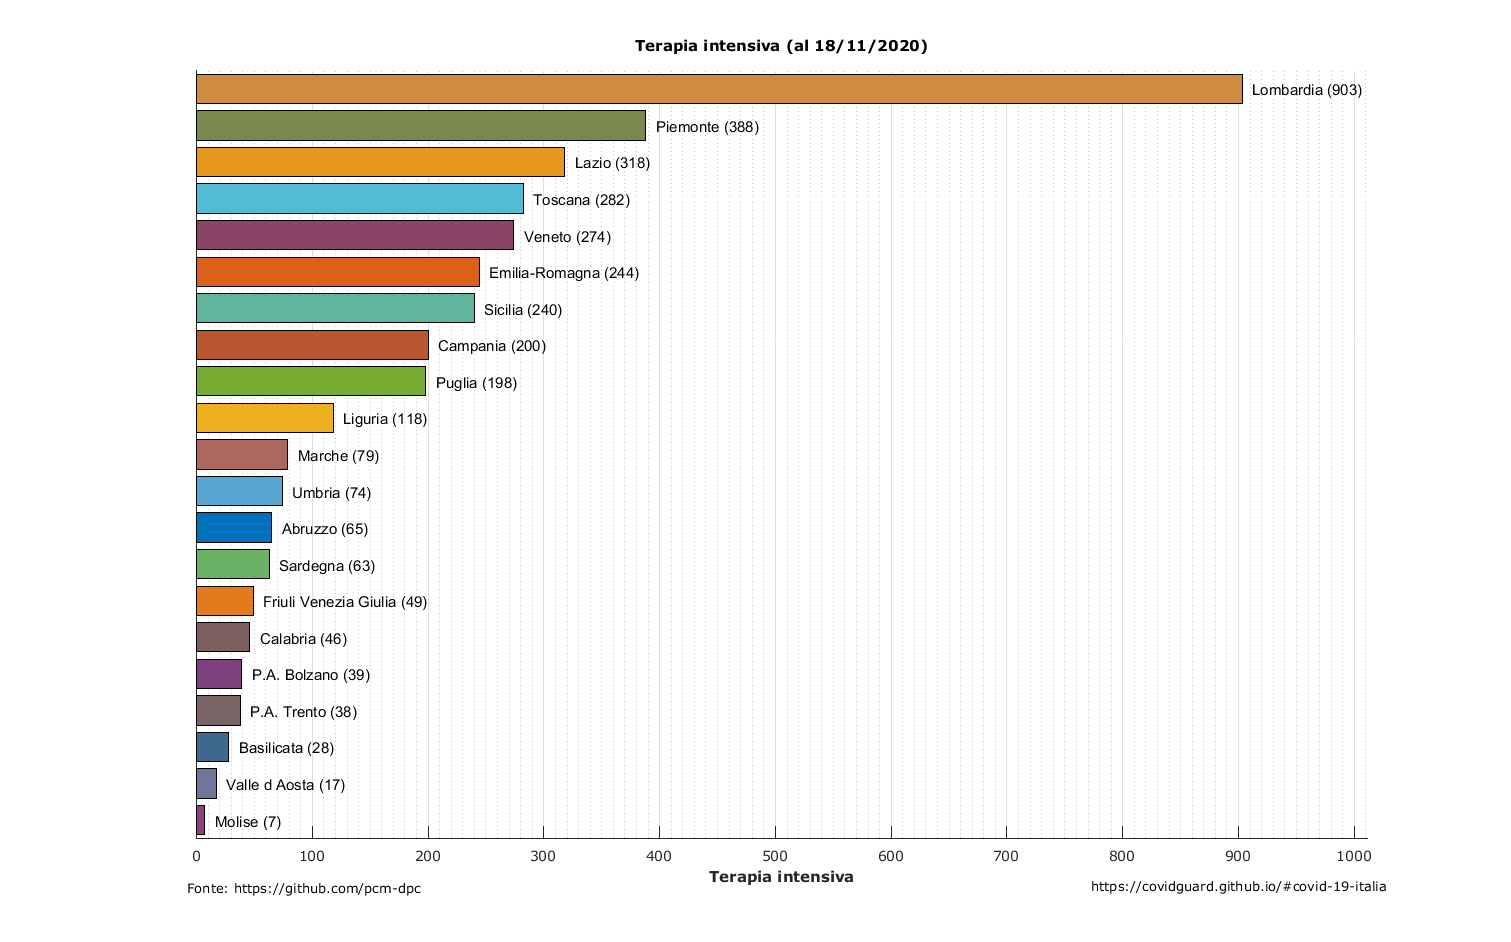 Terapia intensiva (al 18/11/2020)
Lombardia (903)
Piemonte (388)
Lazio (318)
Toscana (282)
Veneto (274)
Emilia-Romagna (244)
Sicilia (240)
Campania (200)
Puglia (198)
Liguria (118)
Marche (79)
Umbria (74)
Abruzzo (65)
Sardegna (63)
Friuli Venezia Giulia (49)
Calabria (46)
P.A. Bolzano (39)
P.A. Trento (38)
Basilicata (28)
Valle d Aosta (17)
Molise (7)
0 100 200 300 400 500 600 700 800 900 1000
Terapia intensiva
Fonte: https://github.com/pcm-dpc
https://covidguard.github.io/#covid-19-italia